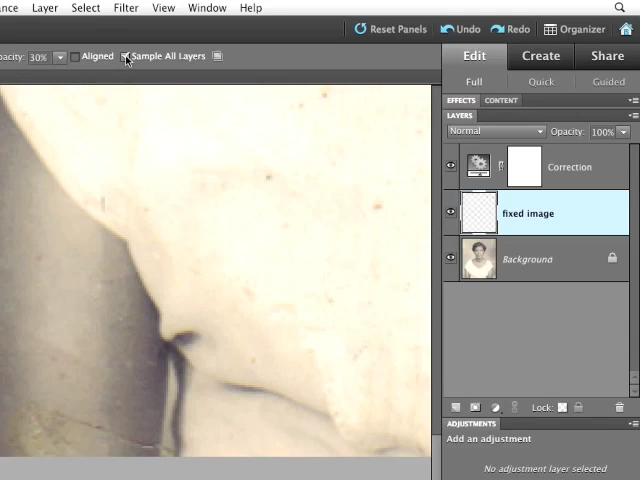 Layer Select Filter View Window Help
Reset Panels Undo Redo Organizer
30% Aligned Sample All Layers
Edit Create Share
Full Quick Guided
EFFECTS CONTENT
LAYERS
Normal Opacity: 100%
Correction
fixed image
Background
Lock:
ADJUSTMENTS
Add an adjustment
No adjustment layer selected